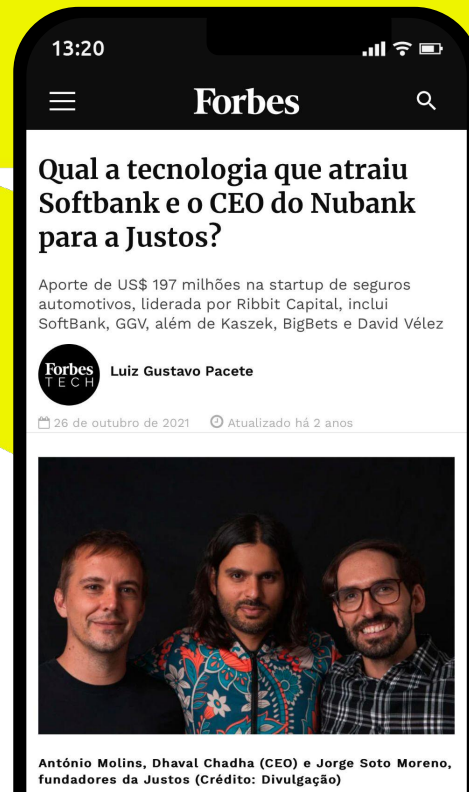 13:20
Forbes
Qual a tecnologia que atraiu
Softbank e o CEO do Nubank
para a Justos?
Aporte de US$ 197 milhões na startup de seguros
automotivos, liderada por Ribbit Capital, inclui
SoftBank, GGV, além de Kaszek, BigBets e David Vélez
Forbes
TECH
Luiz Gustavo Pacete
26 de outubro de 2021 Atualizado há 2 anos
António Molins, Dhaval Chadha (CEO) e Jorge Soto Moreno,
fundadores da Justos (Crédito: Divulgação)